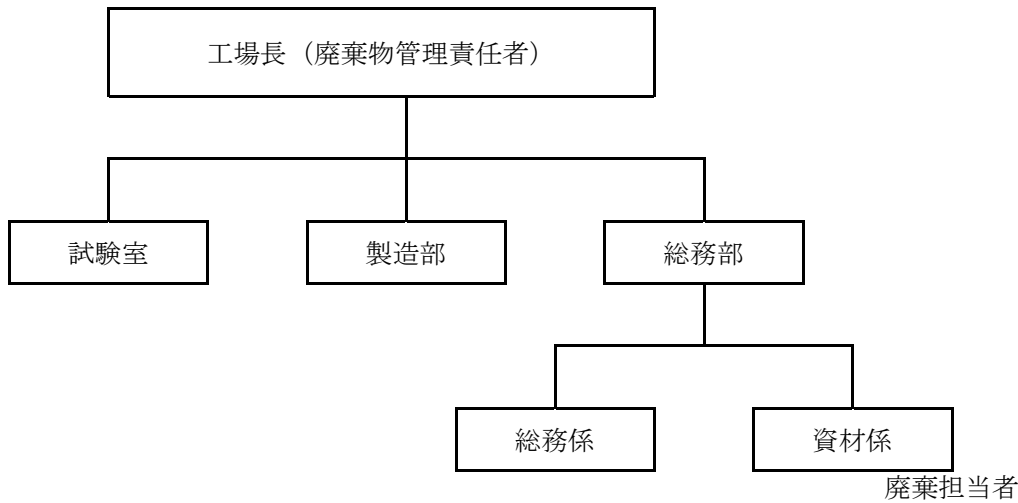 工場長（廃棄物管理責任者）
試験室
製造部
総務部
総務係
資材係
廃棄担当者